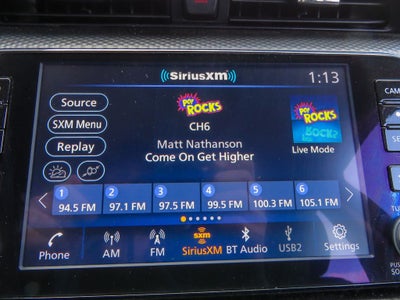 SiriusXM
1:13
Source
POP ROCKS
CH6
SXM Menu
Matt Nathanson
Replay
Come On Get Higher
Live Mode
1 2 3 4 5 6
94.5 FM 97.1 FM 97.5 FM 99.5 FM 100.3 FM 105.1 FM
sxm
Phone AM FM SiriusXM BT Audio USB2 Settings
CAM